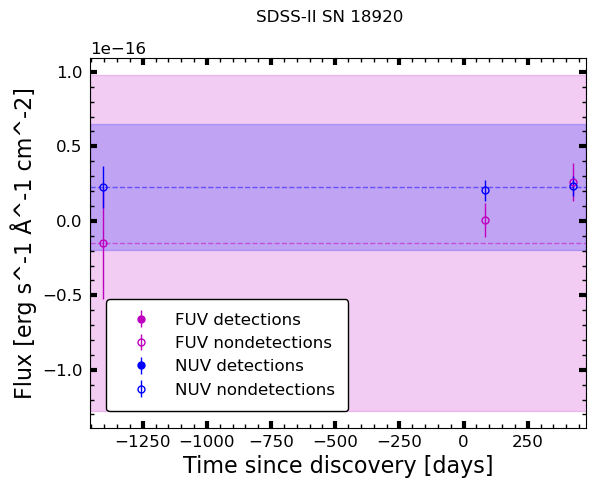 SDSS-II SN 18920
1e−16
1.0
0.5
0.0
−0.5
−1.0
Flux [erg s^-1 Å^-1 cm^-2]
FUV detections
FUV nondetections
NUV detections
NUV nondetections
−1250 −1000 −750 −500 −250 0 250
Time since discovery [days]